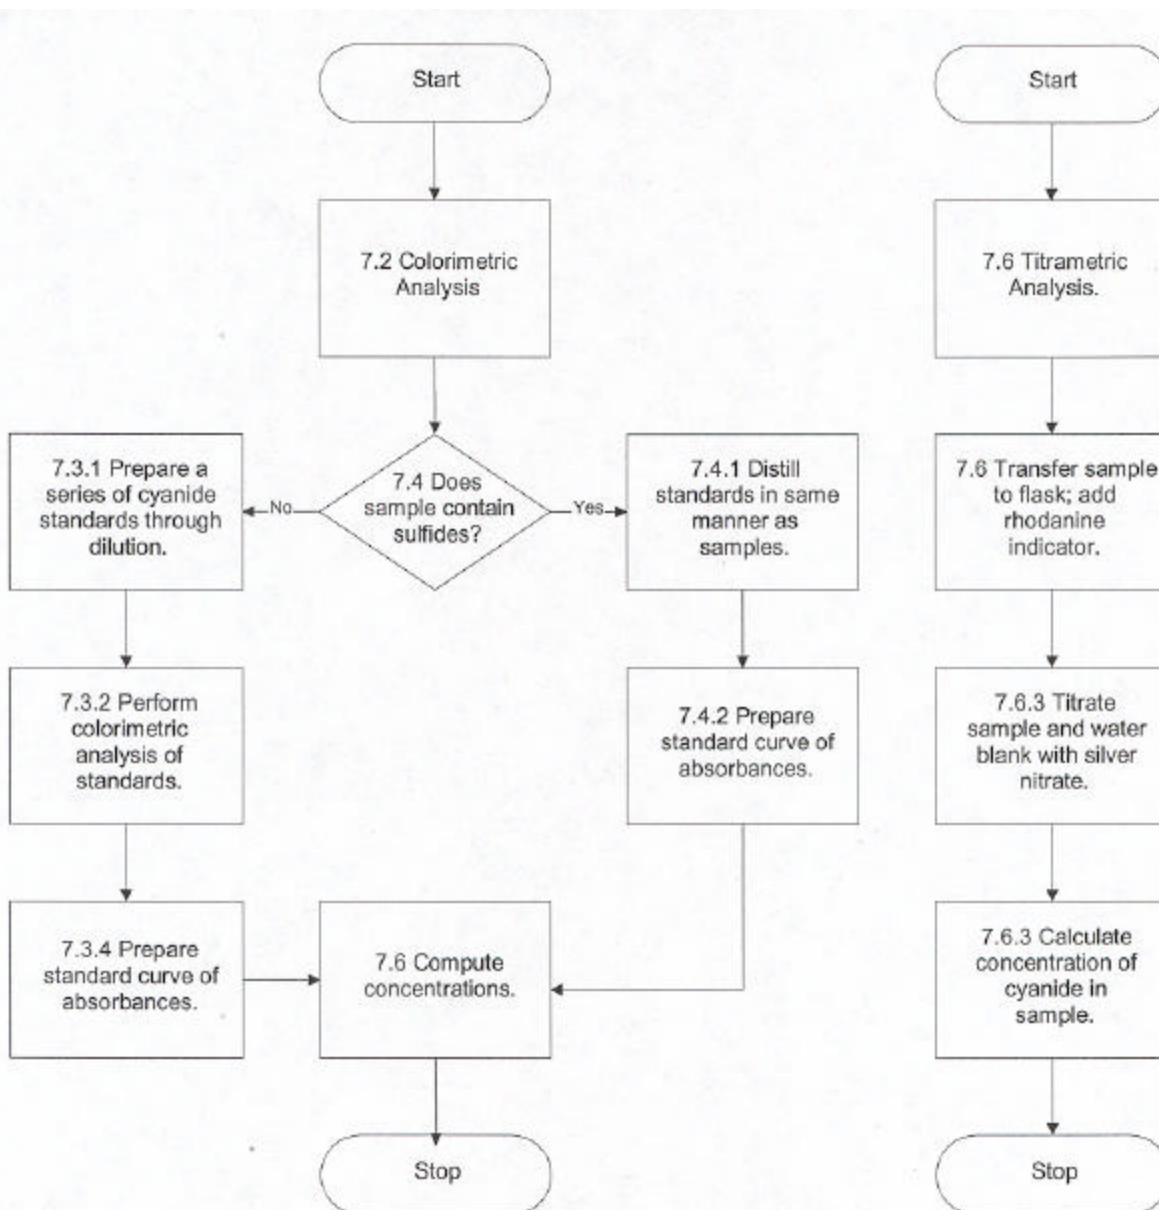 Start
7.2 Colorimetric
Analysis
7.4 Does
sample contain
sulfides?
No
Yes
7.3.1 Prepare a
series of cyanide
standards through
dilution.
7.3.2 Perform
colorimetric
analysis of
standards.
7.3.4 Prepare
standard curve of
absorbances.
7.4.1 Distill
standards in same
manner as
samples.
7.4.2 Prepare
standard curve of
absorbances.
7.6 Compute
concentrations.
Stop
Start
7.6 Titrametric
Analysis.
7.6 Transfer sample
to flask; add
rhodanine
indicator.
7.6.3 Titrate
sample and water
blank with silver
nitrate.
7.6.3 Calculate
concentration of
cyanide in
sample.
Stop